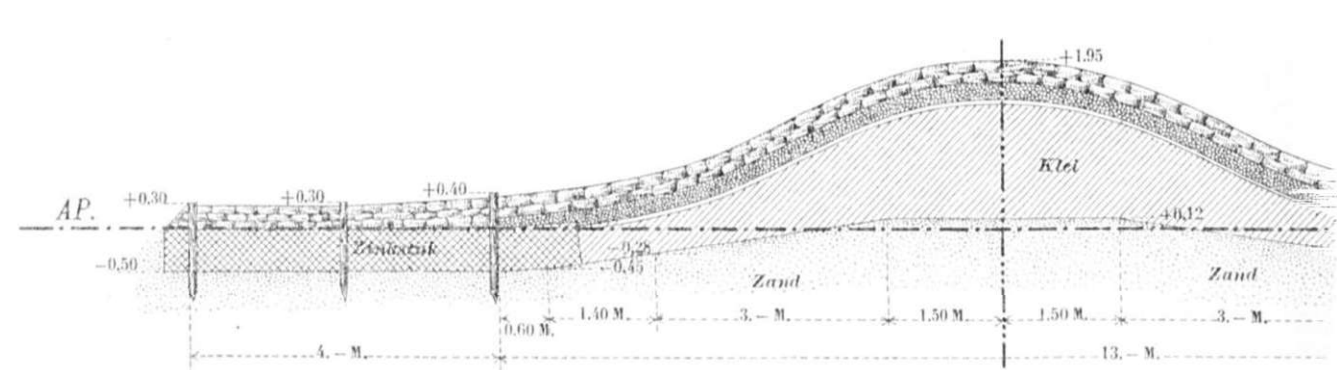 +1.95
Klei
+0.30
+0.30
+0.40
AP.
+0,12
Zinkstuk
-0,28
-0,50
-0,45
Zand
Zand
1.40 M.
3.- M.
1.50 M.
1.50 M.
3.- M.
0.60 M.
4.- M.
13.- M.